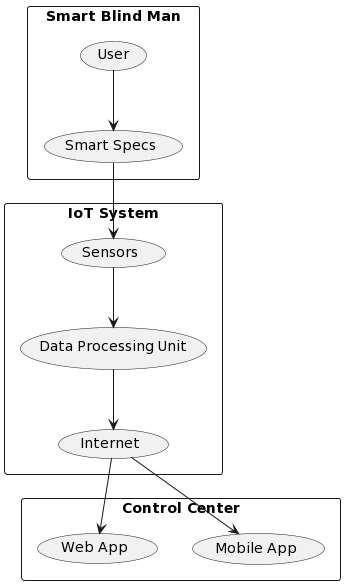 Smart Blind Man
User
Smart Specs
IoT System
Sensors
Data Processing Unit
Internet
Control Center
Web App
Mobile App